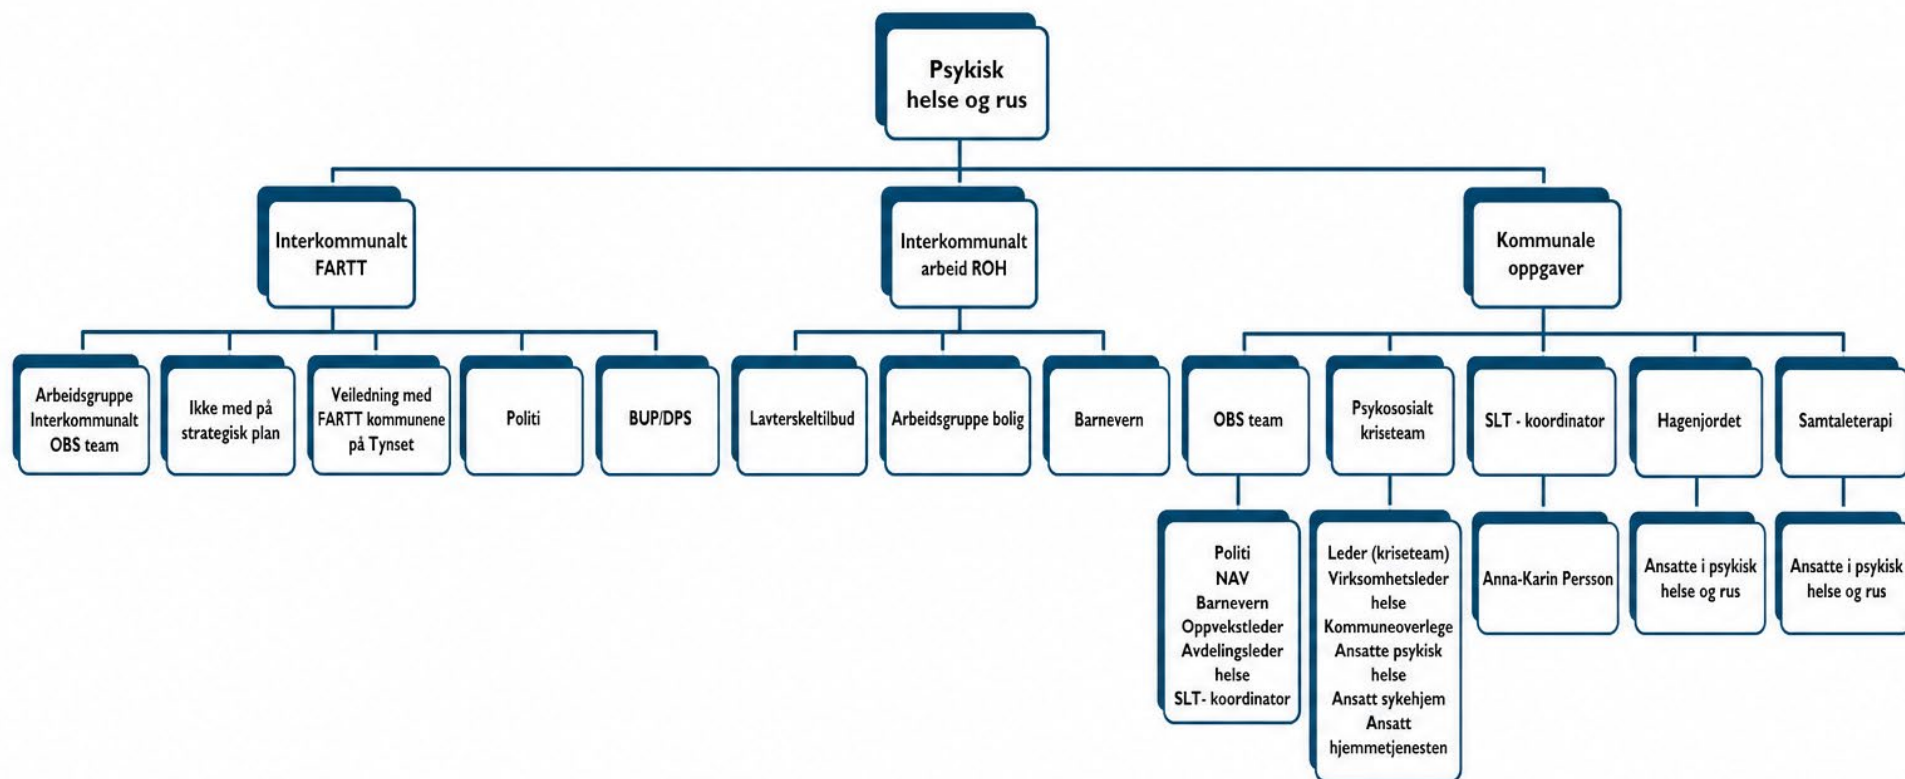 Psykisk
helse og rus
Interkommunalt
FARTT
Interkommunalt
arbeid ROH
Kommunale
oppgaver
Arbeidsgruppe
Interkommunalt
OBS team
Ikke med på
strategisk plan
Veiledning med
FARTT kommunene
på Tynset
Politi
BUP/DPS
Lavterskeltilbud
Arbeidsgruppe bolig
Barnevern
OBS team
Psykososialt
kriseteam
SLT - koordinator
Hagenjordet
Samtaleterapi
Politi
NAV
Barnevern
Oppvekstleder
Avdelingsleder
helse
SLT- koordinator
Leder (kriseteam)
Virksomhetsleder
helse
Kommuneoverlege
Ansatte psykisk
helse
Ansatt sykehjem
Ansatt
hjemmetjenesten
Anna-Karin Persson
Ansatte i psykisk
helse og rus
Ansatte i psykisk
helse og rus